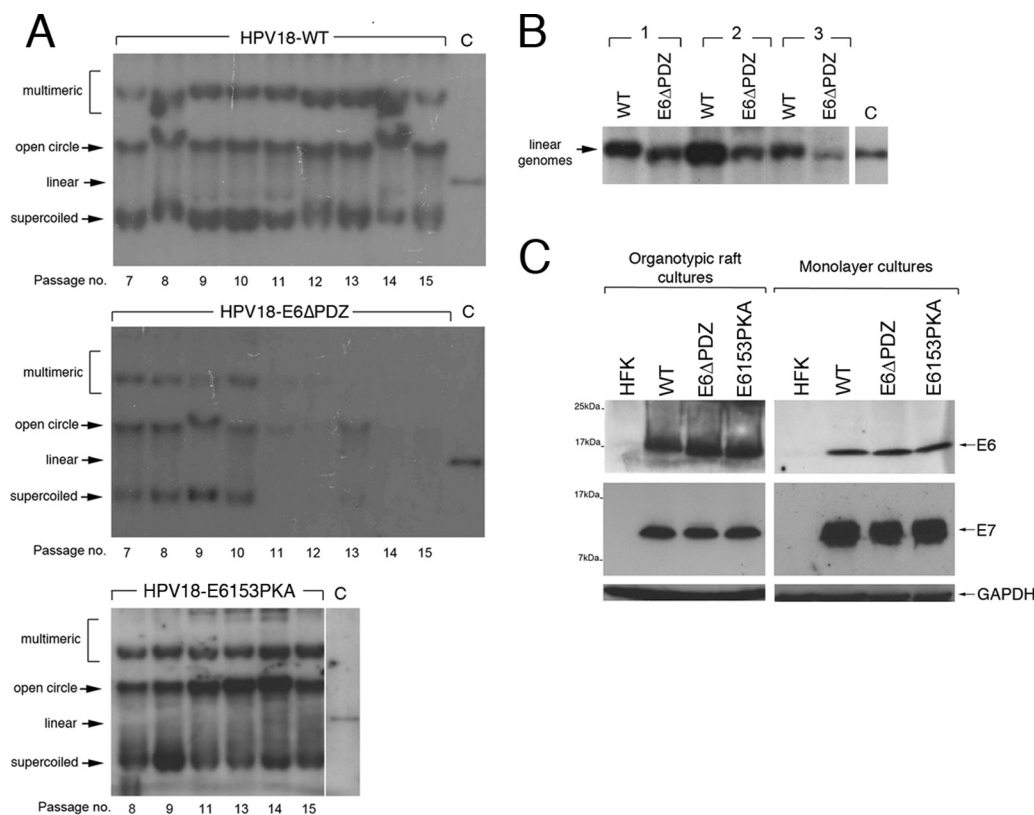 A
HPV18-WT
C
multimeric
open circle
linear
supercoiled
Passage no. 7 8 9 10 11 12 13 14 15
HPV18-E6ΔPDZ
C
multimeric
open circle
linear
supercoiled
Passage no. 7 8 9 10 11 12 13 14 15
HPV18-E6153PKA
C
multimeric
open circle
linear
supercoiled
Passage no. 8 9 11 13 14 15
B
1 2 3
WT E6ΔPDZ WT E6ΔPDZ WT E6ΔPDZ C
linear
genomes
C
Organotypic raft
cultures
Monolayer cultures
HFK WT E6ΔPDZ E6153PKA HFK WT E6ΔPDZ E6153PKA
25kDa
17kDa
E6
17kDa
E7
7kDa
GAPDH